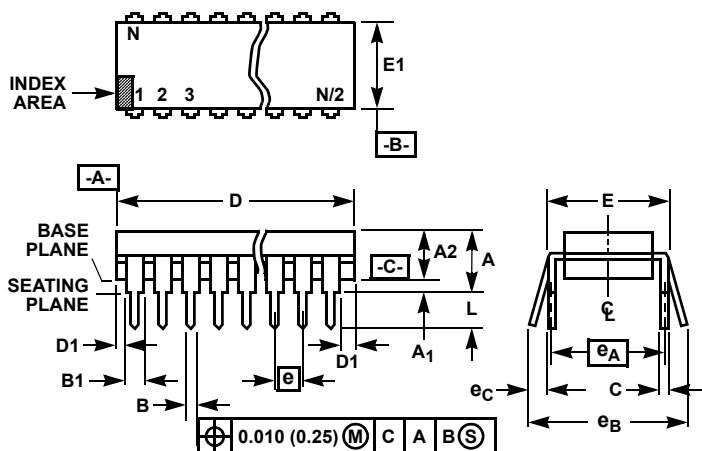 N
E1
INDEX
AREA
1 2 3 N/2
-B-
-A-
D
E
BASE
PLANE
A2
A
-C-
SEATING
PLANE
L
C L
D1
A1
D1
eA
B1
e
eC
C
B
eB
0.010 (0.25) M C A B S